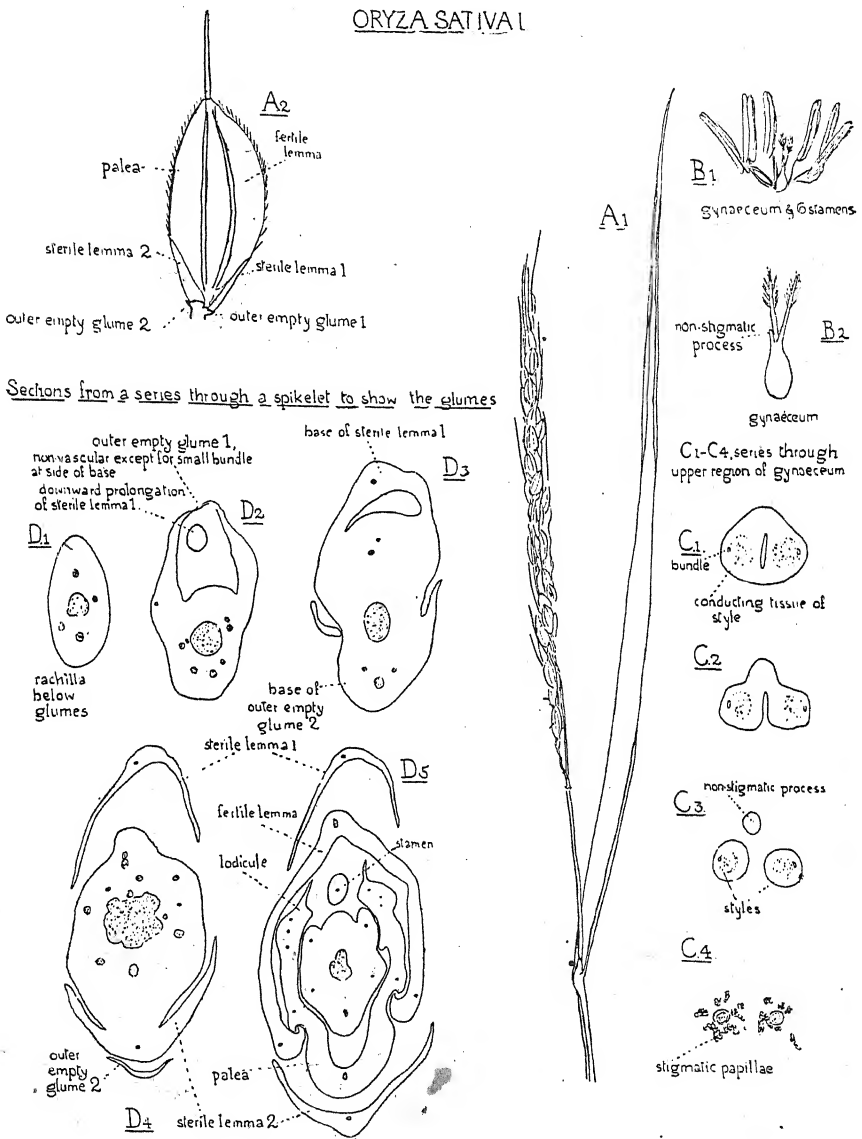 ORYZA SATIVA L
A2
palea
fertile
lemma
sterile lemma 2
sterile lemma 1
outer empty glume 2
outer empty glume 1
A1
B1
gynaeceum & 6 stamens
non-stigmatic
process
B2
gynaeceum
C1-C4, series through
upper region of gynaeceum
Sections from a series through a spikelet to show the glumes
outer empty glume 1,
non vascular except for small bundle
at side of base
downward prolongation
of sterile lemma 1.
base of sterile lemma 1
D1
D2
D3
rachilla
below
glumes
base of
outer empty
glume 2
C1
bundle
conducting tissue of
style
C2
C3
non-stigmatic process
styles
C4
stigmatic papillae
sterile lemma 1
D5
fertile lemma
stamen
lodicule
outer
empty
glume 2
palea
D4
sterile lemma 2